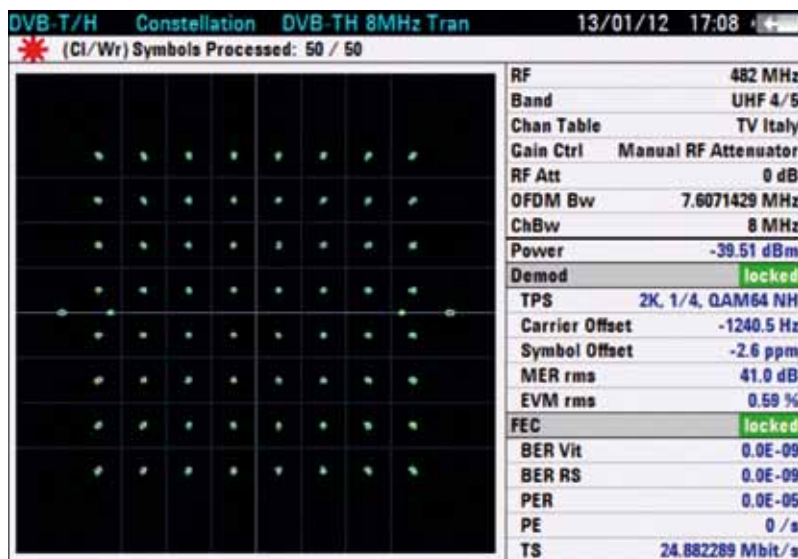 DVB-T/H Constellation DVB-TH 8MHz Tran 13/01/12 17:08
(Cl/Wr) Symbols Processed: 50 / 50
RF 482 MHz
Band UHF 4/5
Chan Table TV Italy
Gain Ctrl Manual RF Attenuator
RF Att 0 dB
OFDM Bw 7.6071429 MHz
ChBw 8 MHz
Power -39.51 dBm
Demod locked
TPS 2K, 1/4, QAM64 NH
Carrier Offset -1240.5 Hz
Symbol Offset -2.6 ppm
MER rms 41.0 dB
EVM rms 0.59 %
FEC locked
BER Vit 0.0E-09
BER RS 0.0E-09
PER 0.0E-05
PE 0 /s
TS 24.882289 Mbit/s